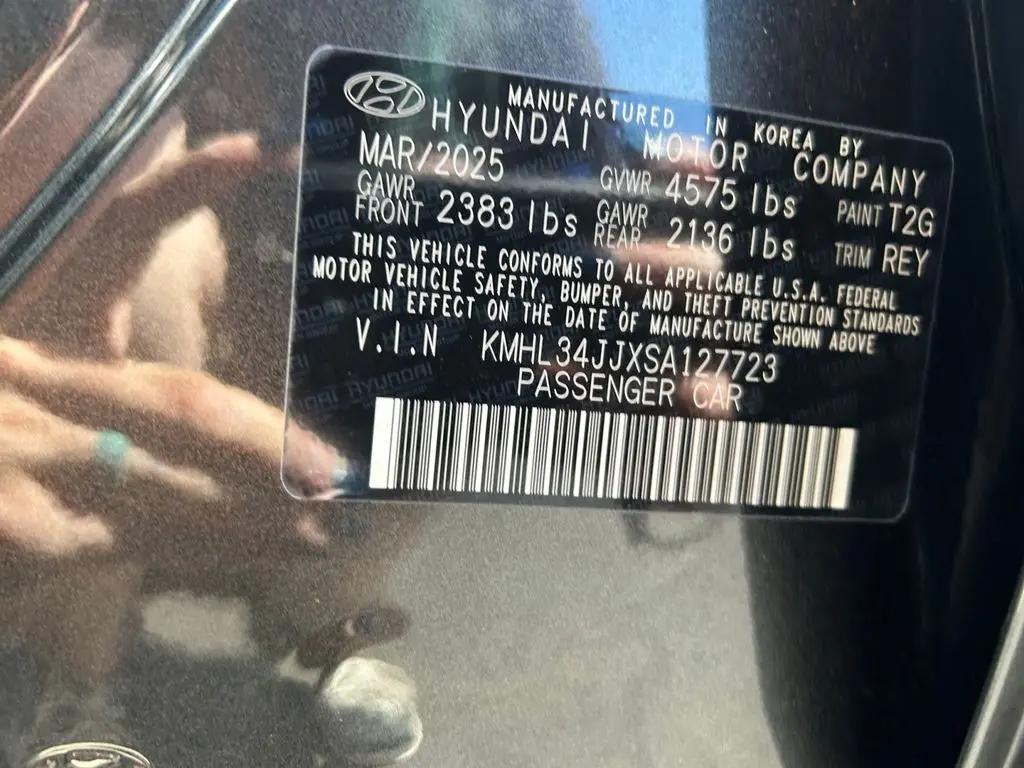 MANUFACTURED IN KOREA BY
HYUNDAI MOTOR COMPANY
MAR/2025 GVWR 4575 lbs PAINT T2G
GAWR FRONT 2383 lbs GAWR REAR 2136 lbs TRIM REY
THIS VEHICLE CONFORMS TO ALL APPLICABLE U.S.A. FEDERAL
MOTOR VEHICLE SAFETY, BUMPER, AND THEFT PREVENTION STANDARDS
IN EFFECT ON THE DATE OF MANUFACTURE SHOWN ABOVE
V.I.N KMHL34JJXSA127723
PASSENGER CAR